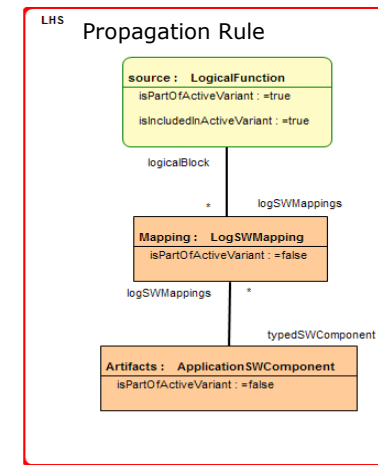 LHS
Propagation Rule
source : LogicalFunction
isPartOfActiveVariant : =true
isIncludedInActiveVariant : =true
logicalBlock
* logSWMappings
Mapping : LogSWMapping
isPartOfActiveVariant : =false
logSWMappings *
typedSWComponent
Artifacts : ApplicationSWComponent
isPartOfActiveVariant : =false